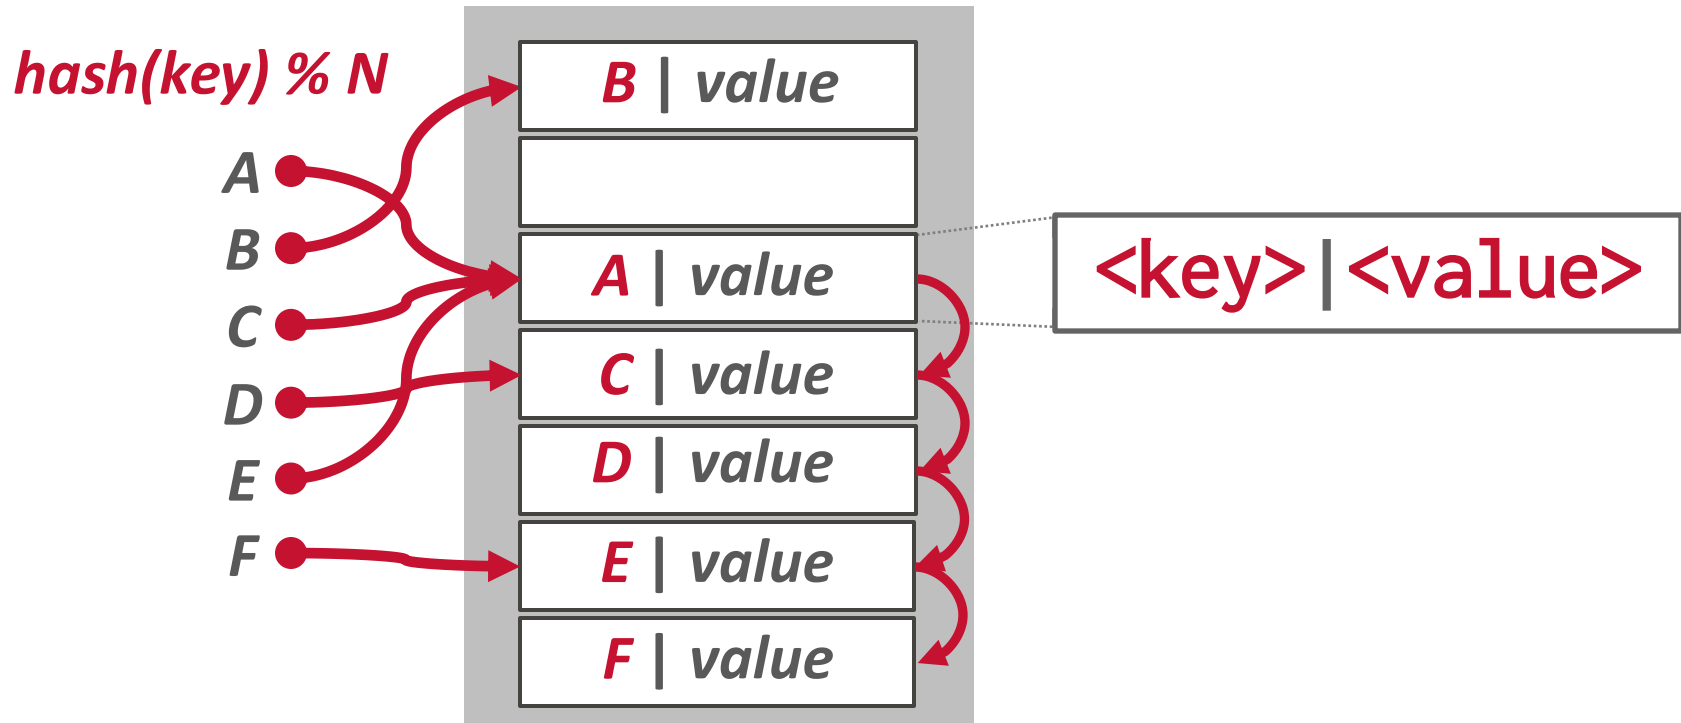 hash(key) % N
A
B
C
D
E
F
B | value
A | value
C | value
D | value
E | value
F | value
<key>|<value>